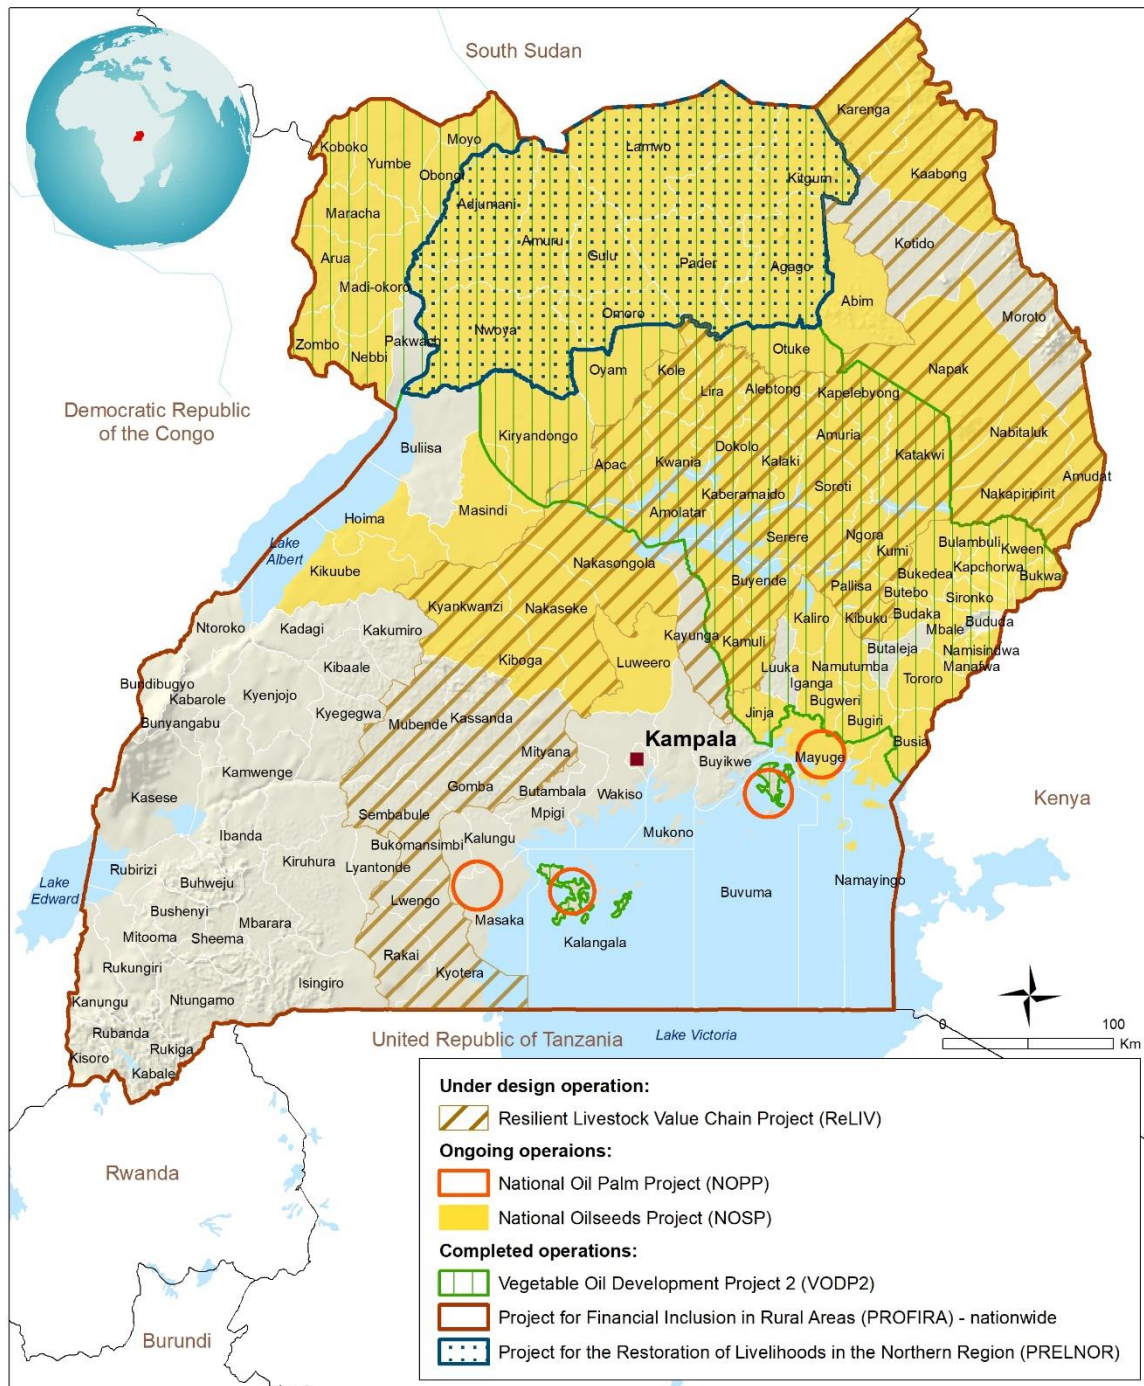 South Sudan
Karenga
Moyo
Koboko
Lamwo
Yumbe
Obongi
Kitgum
Kaabong
Adjumani
Maracha
Amuru
Kotido
Gulu
Arua
Pader
Agago
Madi-okoro
Abim
Omoro
Moroto
Nwoya
Pakwach
Zombo
Nebbi
Otuke
Oyam
Kole
Napak
Lira
Alebtong
Kapelebyong
Democratic Republic
of the Congo
Kiryandongo
Amuria
Nabitaluk
Buliisa
Dokolo
Apac
Kwania
Kalaki
Katakwi
Amudat
Soroti
Kaberamaido
Nakapiripirit
Masindi
Amolatar
Hoima
Lake
Albert
Serere
Ngora
Bulambuli
Kween
Kumi
Nakasongola
Kapchorwa
Kikuube
Buyende
Bukedea
Bukwa
Pallisa
Butebo
Sironko
Kyankwanzi
Nakaseke
Kaliro
Kibuku
Budaka
Ntoroko
Kadagi
Kakumiro
Kayunga
Kamuli
Mbale
Bududa
Butaleja
Namisindwa
Kiboga
Luweero
Kibaale
Luuka
Namutumba
Manafwa
Bundibugyo
Kabarole
Kyenjojo
Iganga
Tororo
Bugweri
Bunyangabu
Kyegegwa
Mubende
Kassanda
Jinja
Bugiri
Kampala
Busia
Mityana
Buyikwe
Mayuge
Kamwenge
Gomba
Butambala
Wakiso
Kasese
Kenya
Sembabule
Mpigi
Ibanda
Bukomansimbi
Kalungu
Mukono
Kiruhura
Lyantonde
Rubirizi
Lake
Edward
Buhweju
Namayingo
Lwengo
Buvuma
Bushenyi
Mbarara
Masaka
Mitooma
Sheema
Kalangala
Rakai
Rukungiri
Kyotera
Isingiro
Kanungu
Ntungamo
Rubanda
Rukiga
Kisoro
Kabale
0 100
Km
United Republic of Tanzania
Lake Victoria
Rwanda
Burundi
Under design operation:
Resilient Livestock Value Chain Project (ReLIV)
Ongoing operaions:
National Oil Palm Project (NOPP)
National Oilseeds Project (NOSP)
Completed operations:
Vegetable Oil Development Project 2 (VODP2)
Project for Financial Inclusion in Rural Areas (PROFIRA) - nationwide
Project for the Restoration of Livelihoods in the Northern Region (PRELNOR)